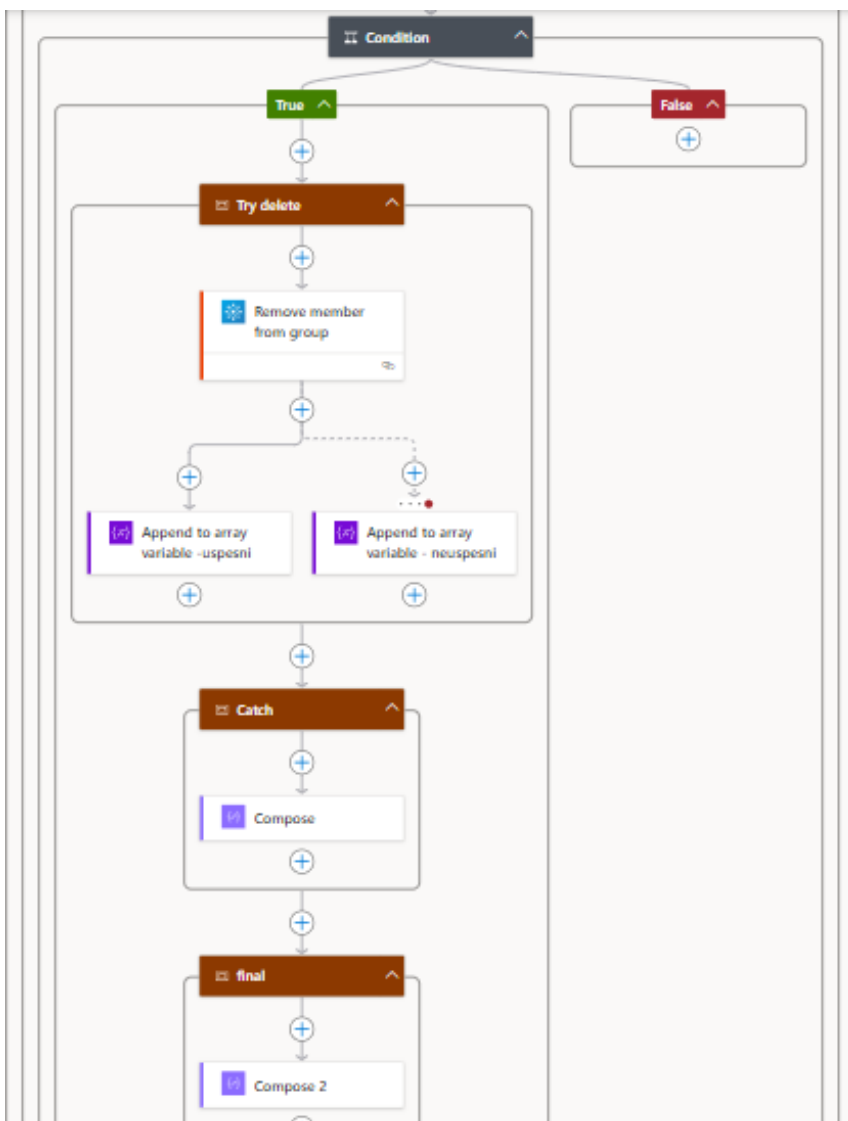 Condition
True
False
Try delete
Remove member
from group
Append to array
variable -uspesni
Append to array
variable - neuspesni
Catch
Compose
final
Compose 2